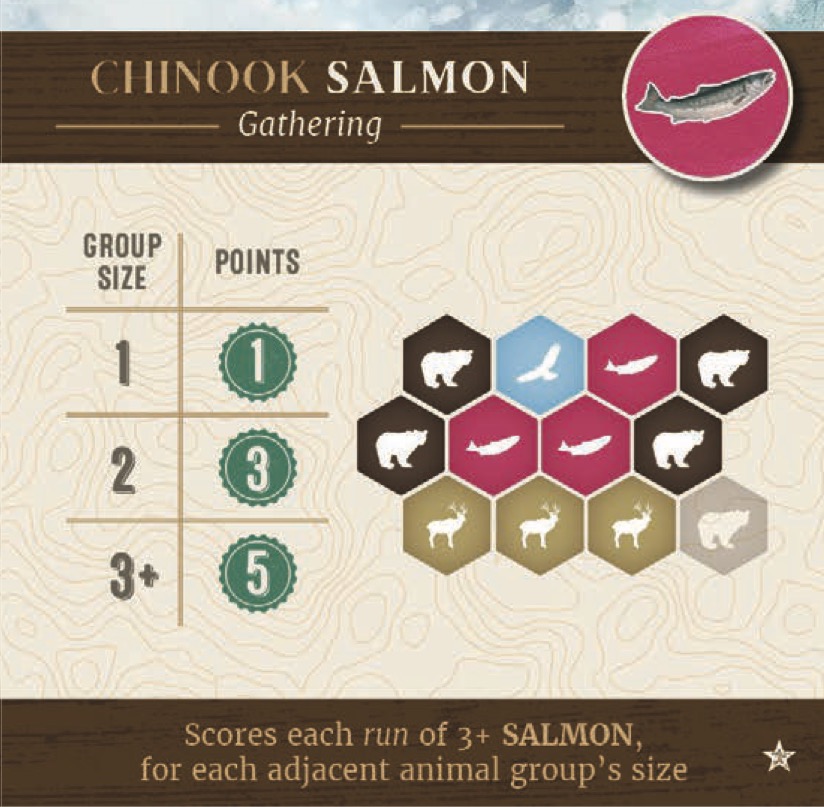 CHINOOK SALMON
Gathering
GROUP
SIZE
POINTS
1
1
2
3
3+
5
Scores each run of 3+ SALMON,
for each adjacent animal group's size